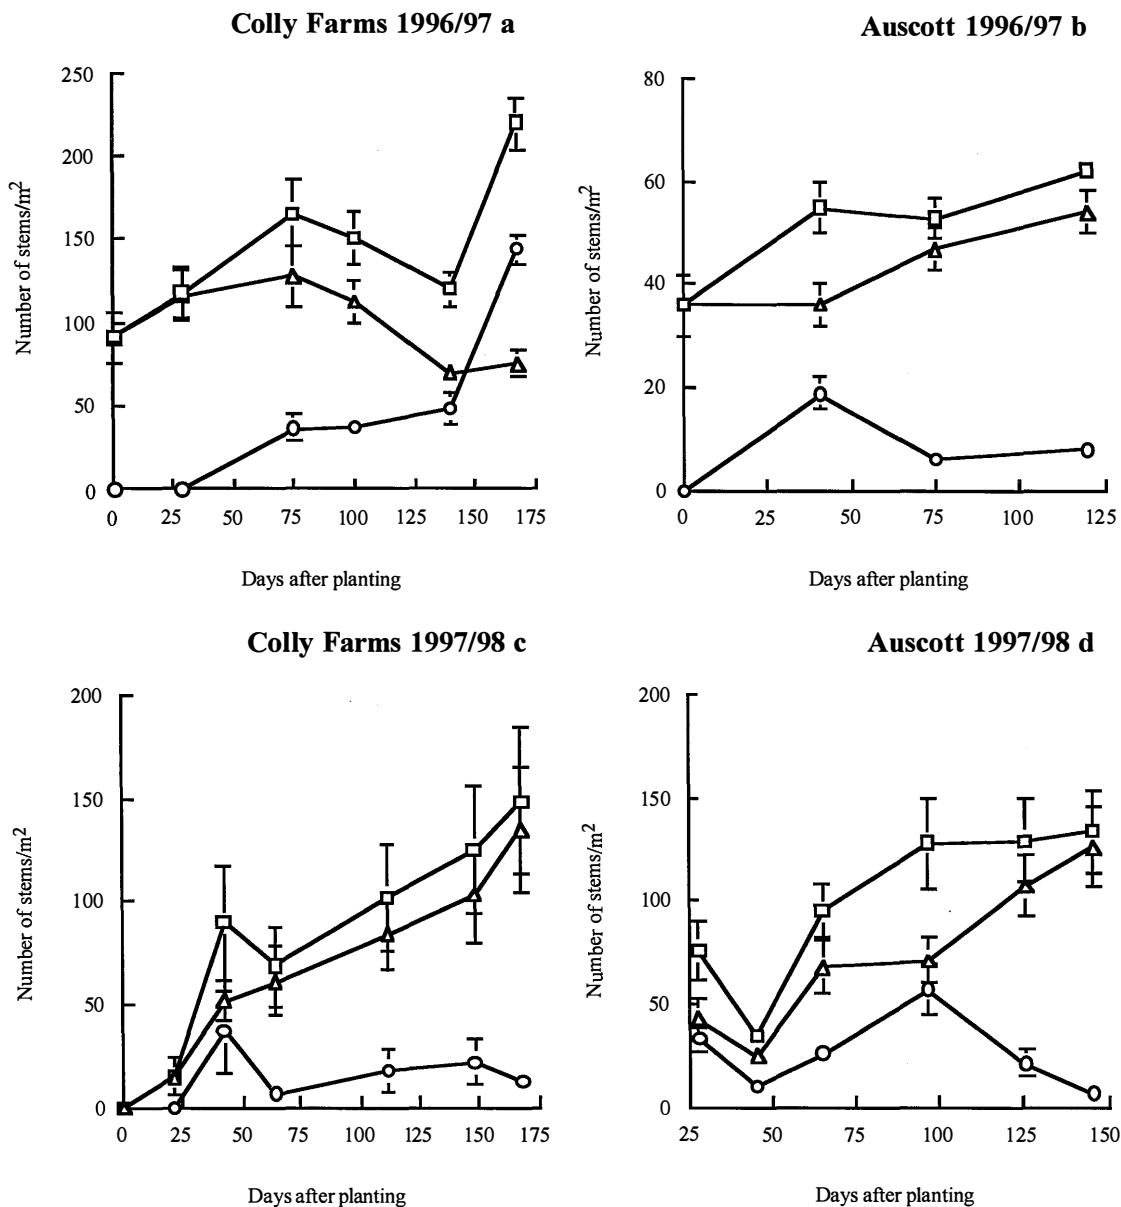 Colly Farms 1996/97 a
250
200
150
100
50
0
0 25 50 75 100 125 150 175
Number of stems/m2
Days after planting
Auscott 1996/97 b
80
60
40
20
0
0 25 50 75 100 125
Number of stems/m2
Days after planting
Colly Farms 1997/98 c
200
150
100
50
0
0 25 50 75 100 125 150 175
Number of stems/m2
Days after planting
Auscott 1997/98 d
200
150
100
50
0
25 50 75 100 125 150
Number of stems/m2
Days after planting